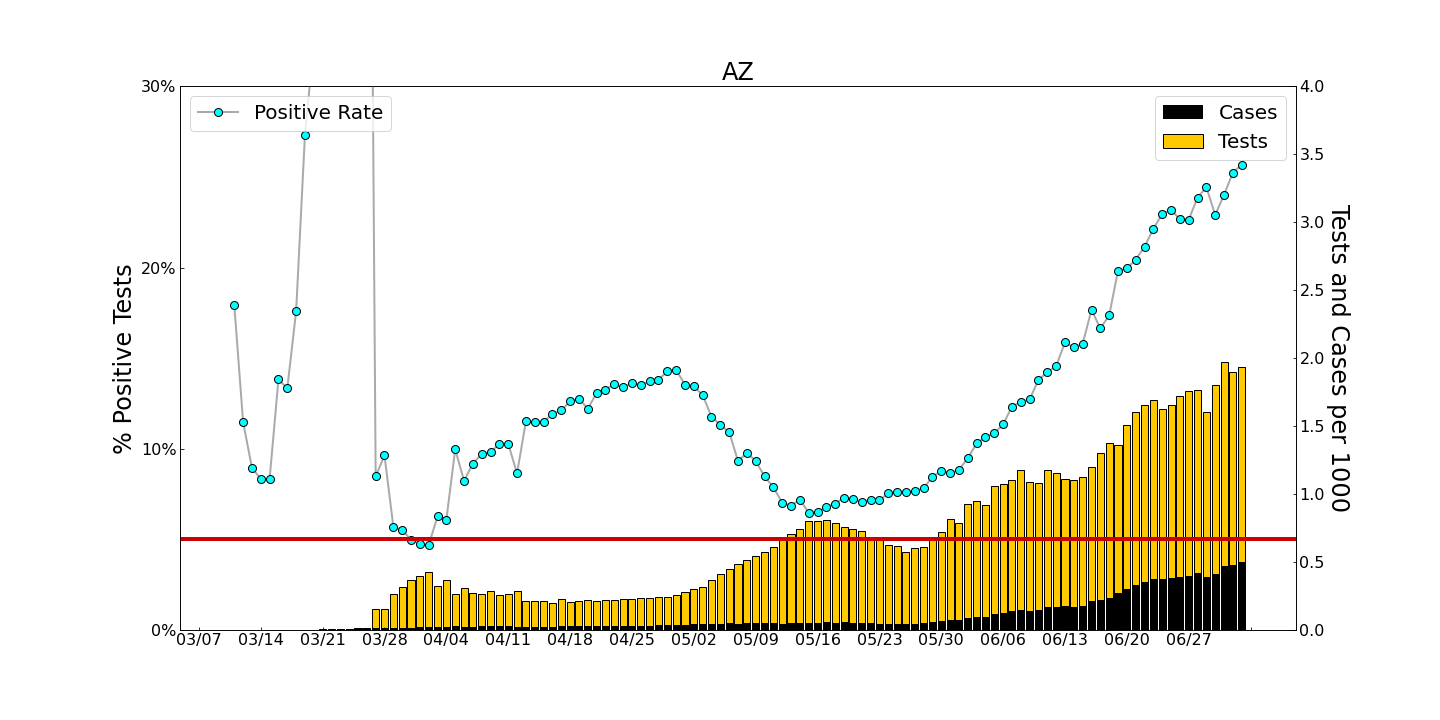 AZ
Positive Rate
Cases
Tests
% Positive Tests
30%
20%
10%
0%
Tests and Cases per 1000
4.0
3.5
3.0
2.5
2.0
1.5
1.0
0.5
0.0
03/07 03/14 03/21 03/28 04/04 04/11 04/18 04/25 05/02 05/09 05/16 05/23 05/30 06/06 06/13 06/20 06/27